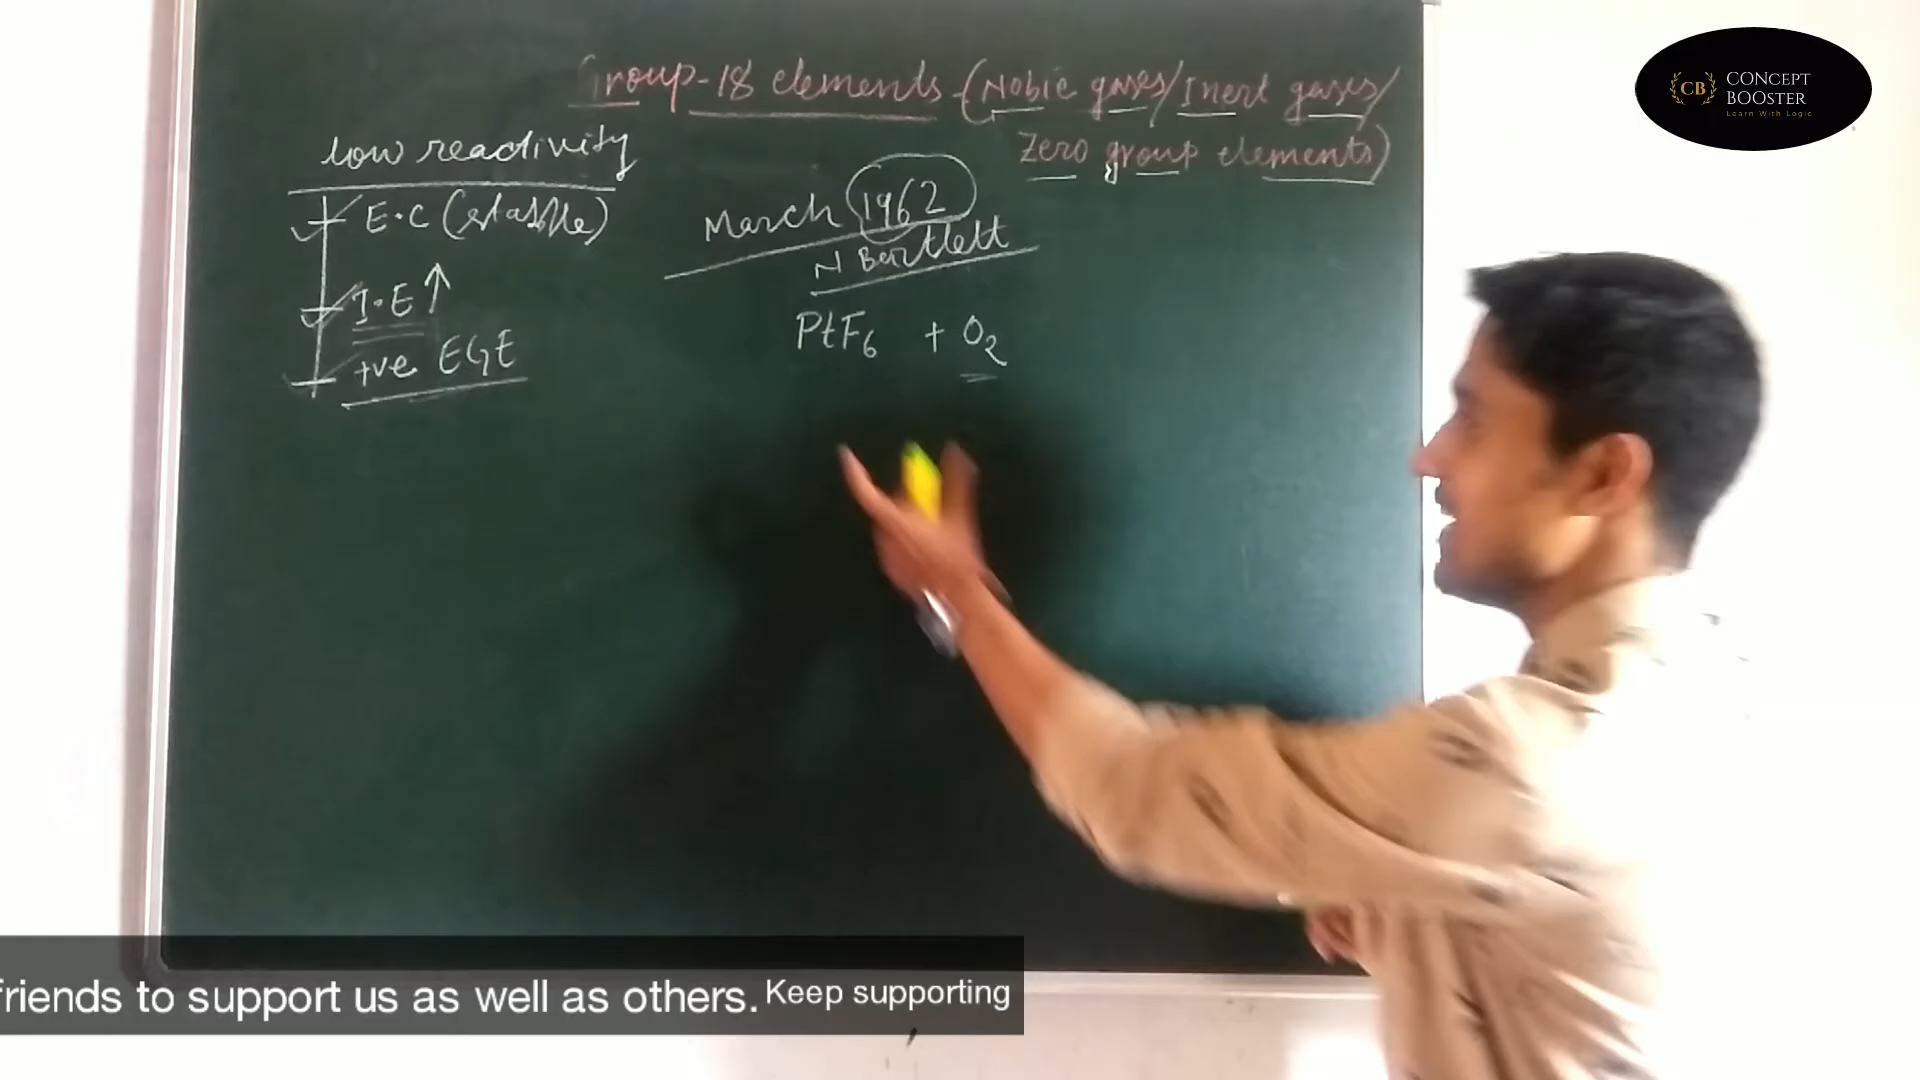 Group-18 elements - (Noble gases/Inert gases/
Zero group elements)
low reactivity
E.C (stable)
I.E ↑
+ve EGE
March 1962
N Bartlett
PtF6 + O2
CB
CONCEPT
BOOSTER
Learn With Logic
friends to support us as well as others. Keep supporting